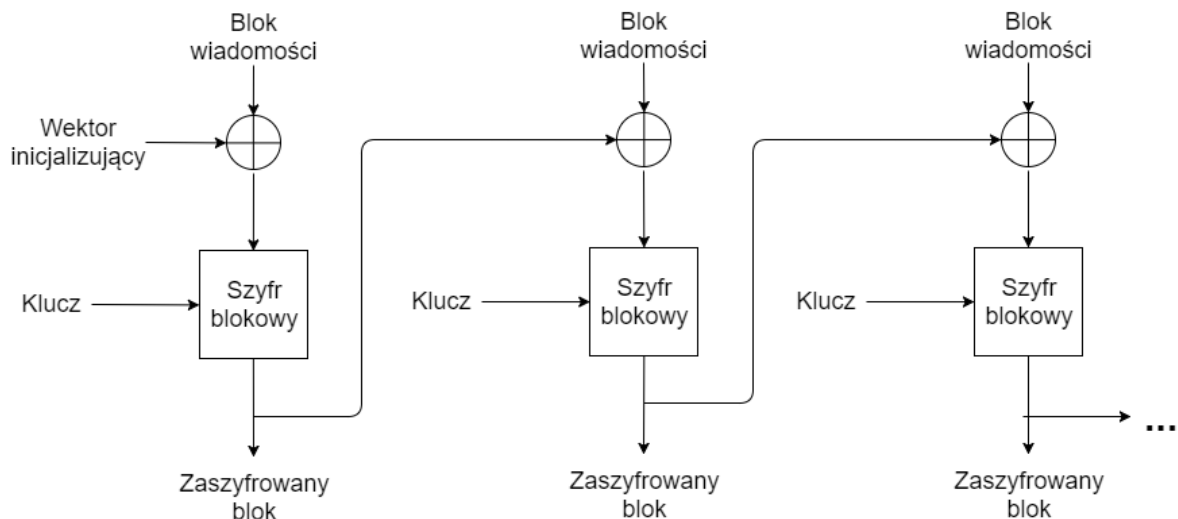 Blok
wiadomości
Blok
wiadomości
Blok
wiadomości
Wektor
inicjalizujący
Klucz
Szyfr
blokowy
Klucz
Szyfr
blokowy
Klucz
Szyfr
blokowy
...
Zaszyfrowany
blok
Zaszyfrowany
blok
Zaszyfrowany
blok